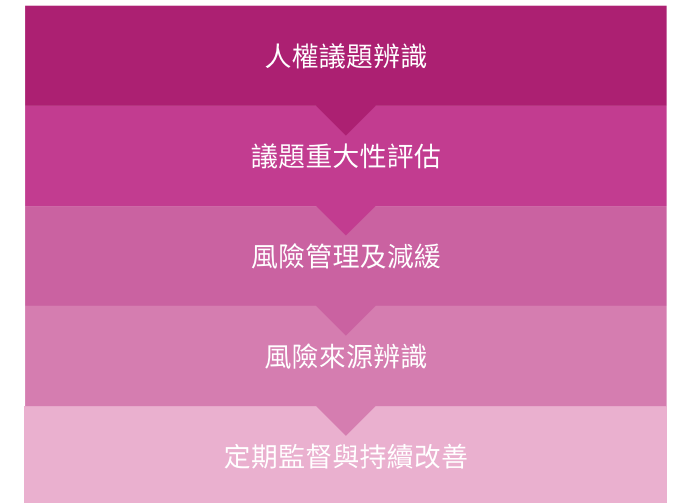 人權議題辨識
議題重大性評估
風險管理及減緩
風險來源辨識
定期監督與持續改善